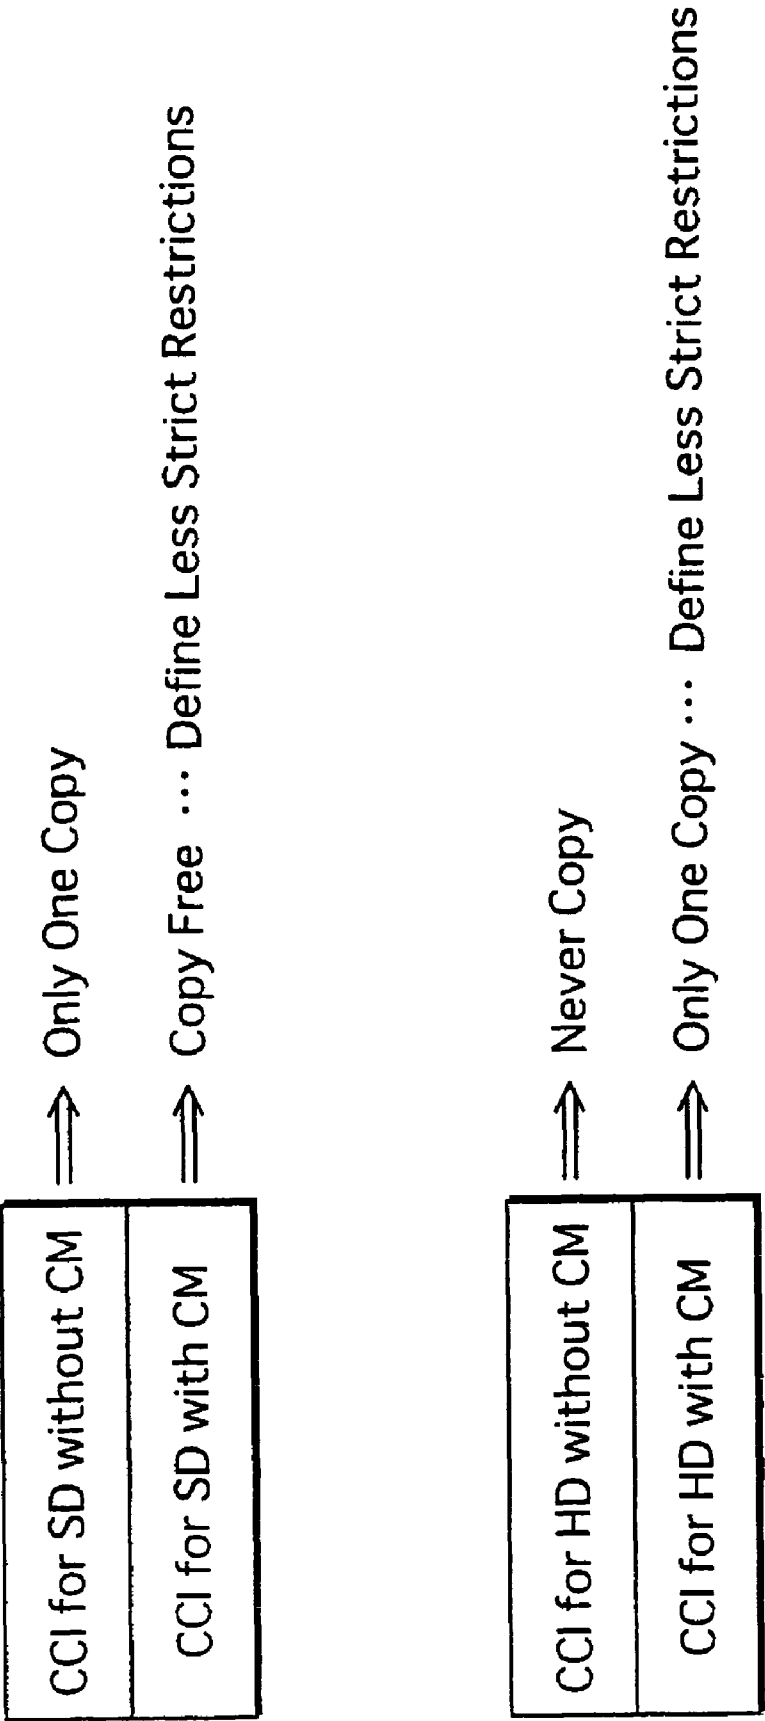 CCI for SD without CM ⇒ Only One Copy
CCI for SD with CM ⇒ Copy Free ··· Define Less Strict Restrictions
CCI for HD without CM ⇒ Never Copy
CCI for HD with CM ⇒ Only One Copy ··· Define Less Strict Restrictions